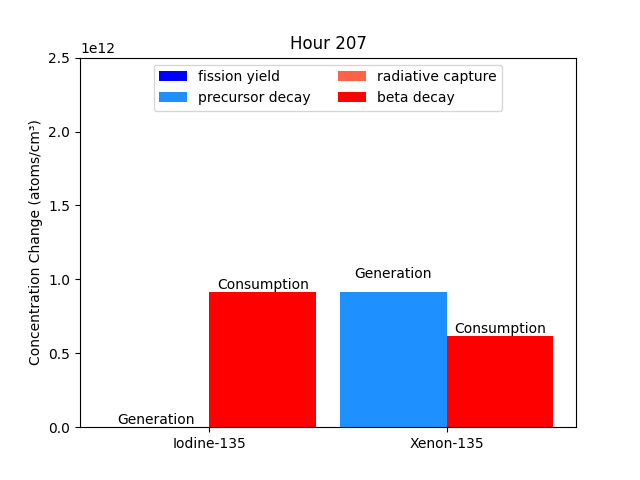 Hour 207
1e12
2.5
2.0
1.5
1.0
0.5
0.0
Concentration Change (atoms/cm³)
fission yield
precursor decay
radiative capture
beta decay
Generation
Consumption
Generation
Consumption
Iodine-135
Xenon-135